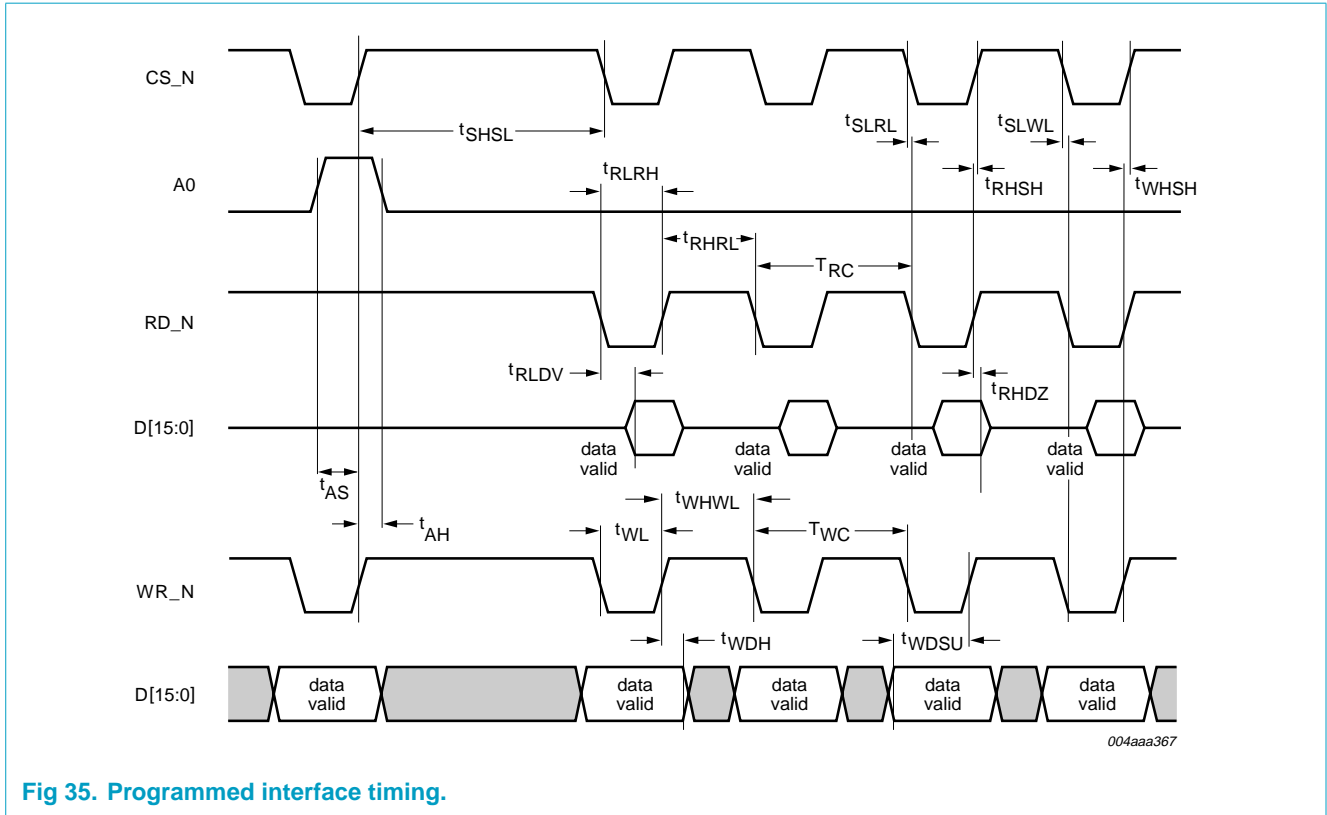 CS_N
tSHSL
tSLRL
tSLWL
A0
tRLRH
tRHSH
tWHSH
tRHRL
TRC
RD_N
tRLDV
tRHDZ
D[15:0]
data valid
data valid
data valid
data valid
tAS
tWHWL
tAH
tWL
TWC
WR_N
tWDH
tWDSU
D[15:0]
data valid
data valid
data valid
data valid
data valid
004aaa367
Fig 35. Programmed interface timing.